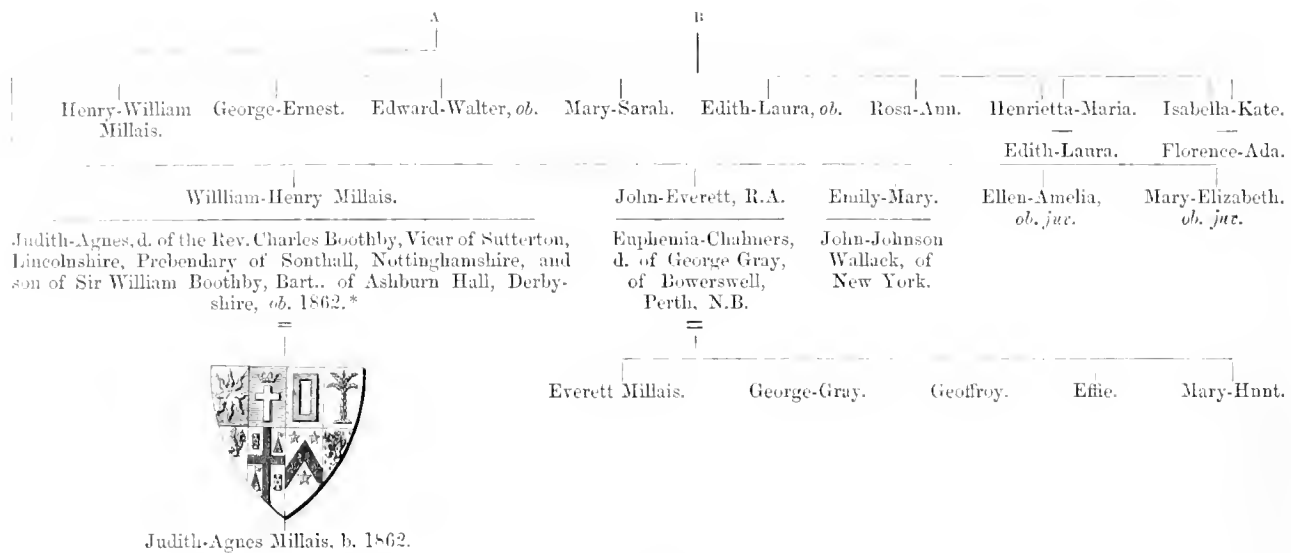 A B
Henry-William George-Ernest. Edward-Walter, ob. Mary-Sarah. Edith-Laura, ob. Rosa-Ann. Henrietta-Maria. Isabella-Kate.
Millais.
Edith-Laura. Florence-Ada.
Willliam-Henry Millais. John-Everett, R.A. Emily-Mary. Ellen-Amelia, Mary-Elizabeth.
ob. juv. ob. juv.
Judith-Agnes, d. of the Rev. Charles Boothby, Vicar of Sutterton,
Lincolnshire, Prebendary of Sonthall, Nottinghamshire, and
son of Sir William Boothby, Bart., of Ashburn Hall, Derby-
shire, ob. 1862.*
Euphemia-Chalmers,
d. of George Gray,
of Bowerswell,
Perth, N.B.
John-Johnson
Wallack, of
New York.
Everett Millais. George-Gray. Geoffroy. Effie. Mary-Hunt.
Judith-Agnes Millais, b. 1862.